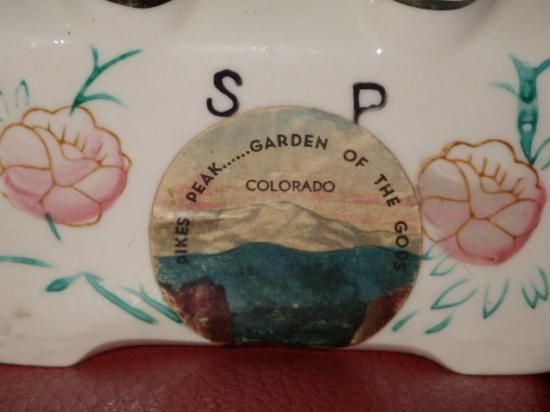 S P
PIKES PEAK......GARDEN OF THE GODS
COLORADO